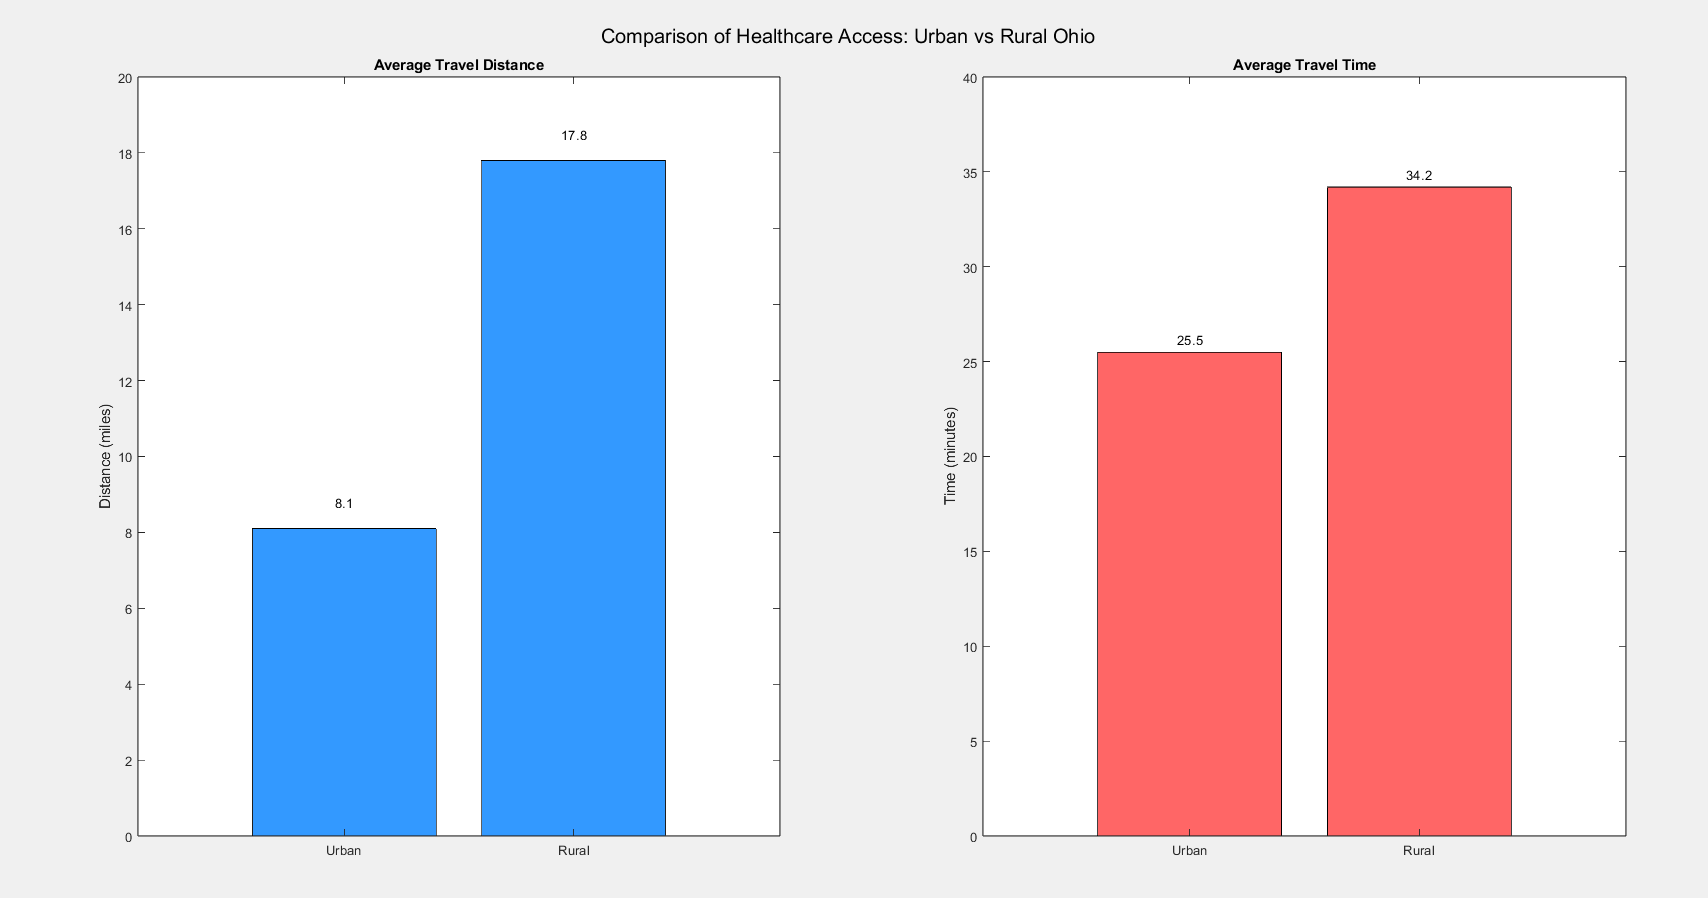 Comparison of Healthcare Access: Urban vs Rural Ohio
Average Travel Distance
20
18
16
14
12
10
8
6
4
2
0
Distance (miles)
8.1
17.8
Urban
Rural
Average Travel Time
40
35
30
25
20
15
10
5
0
Time (minutes)
25.5
34.2
Urban
Rural